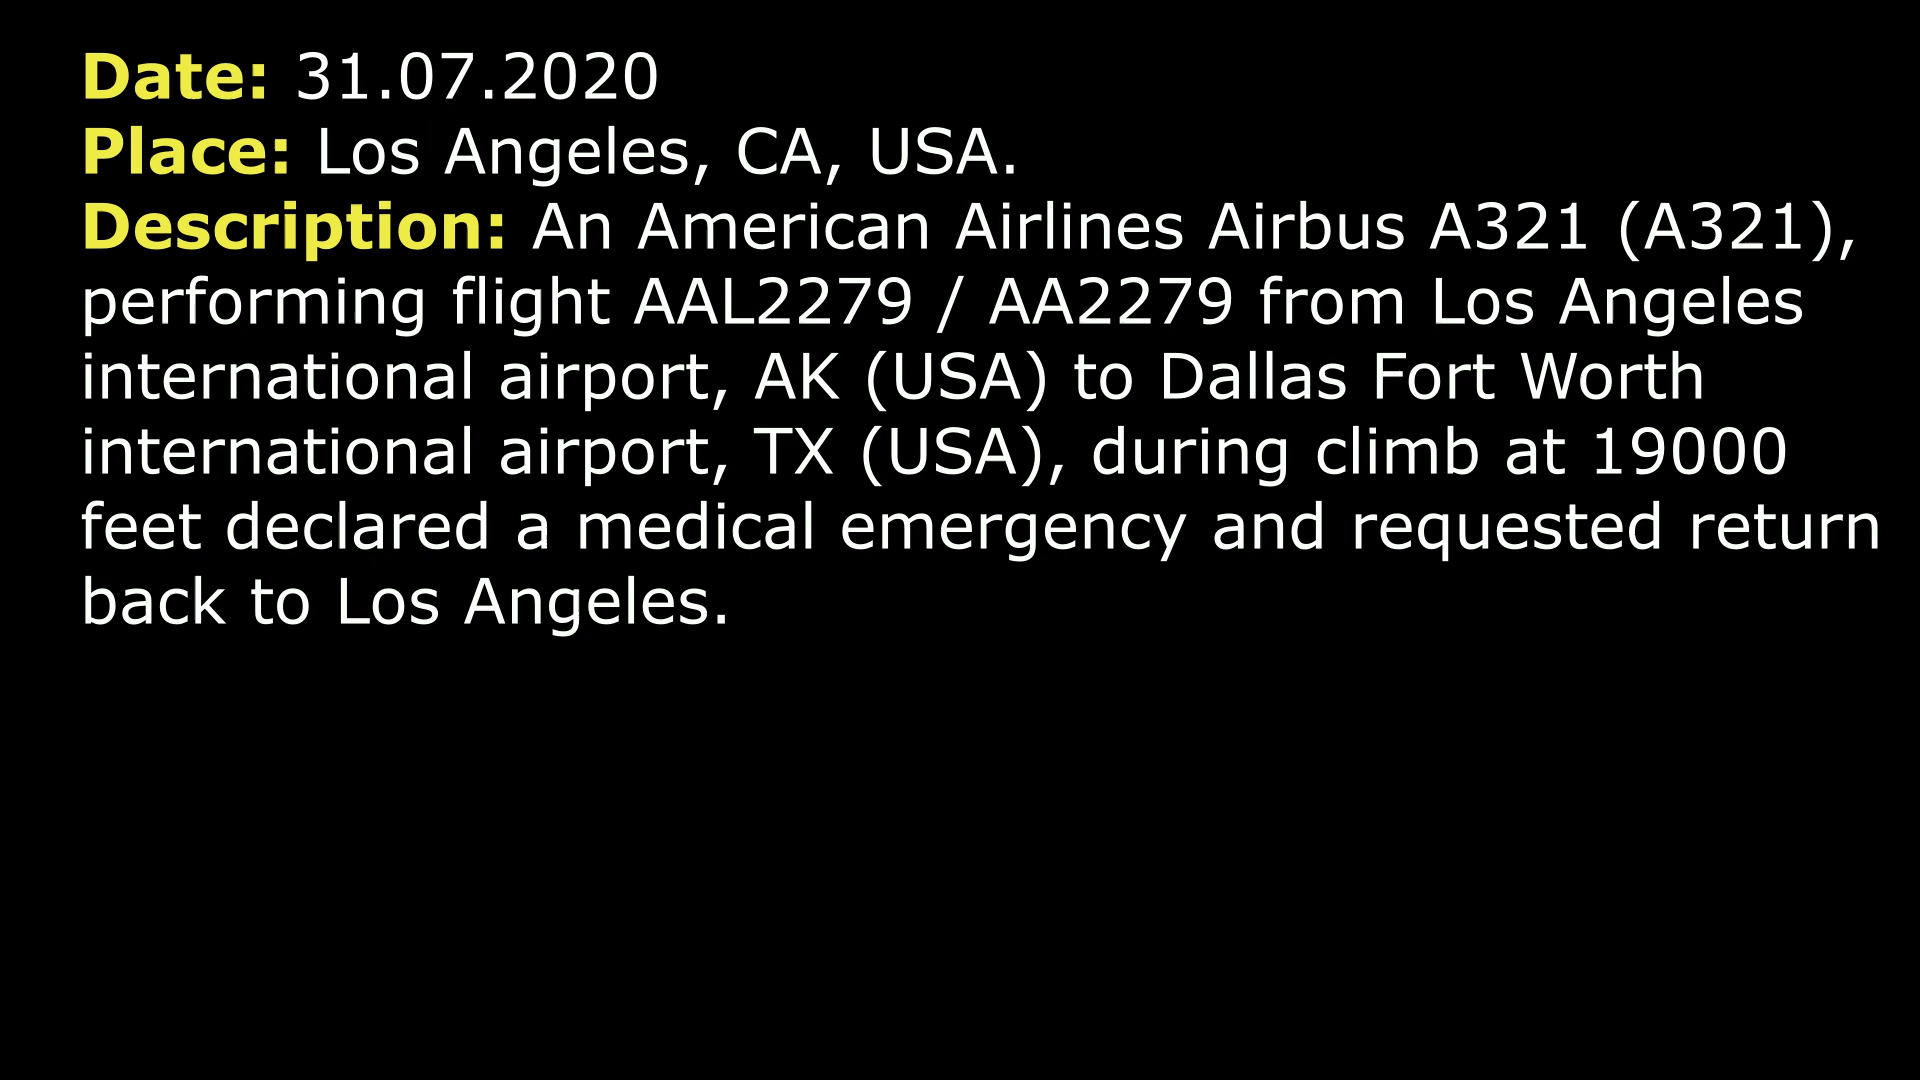 Date: 31.07.2020
Place: Los Angeles, CA, USA.
Description: An American Airlines Airbus A321 (A321),
performing flight AAL2279 / AA2279 from Los Angeles
international airport, AK (USA) to Dallas Fort Worth
international airport, TX (USA), during climb at 19000
feet declared a medical emergency and requested return
back to Los Angeles.